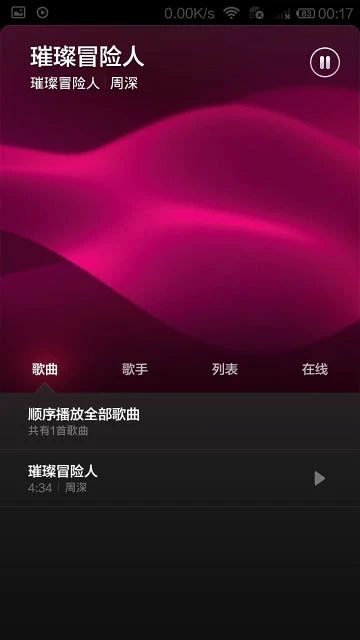 0.00K/s 83 00:17
璀璨冒险人
璀璨冒险人 周深
歌曲 歌手 列表 在线
顺序播放全部歌曲
共有1首歌曲
璀璨冒险人
4:34 周深